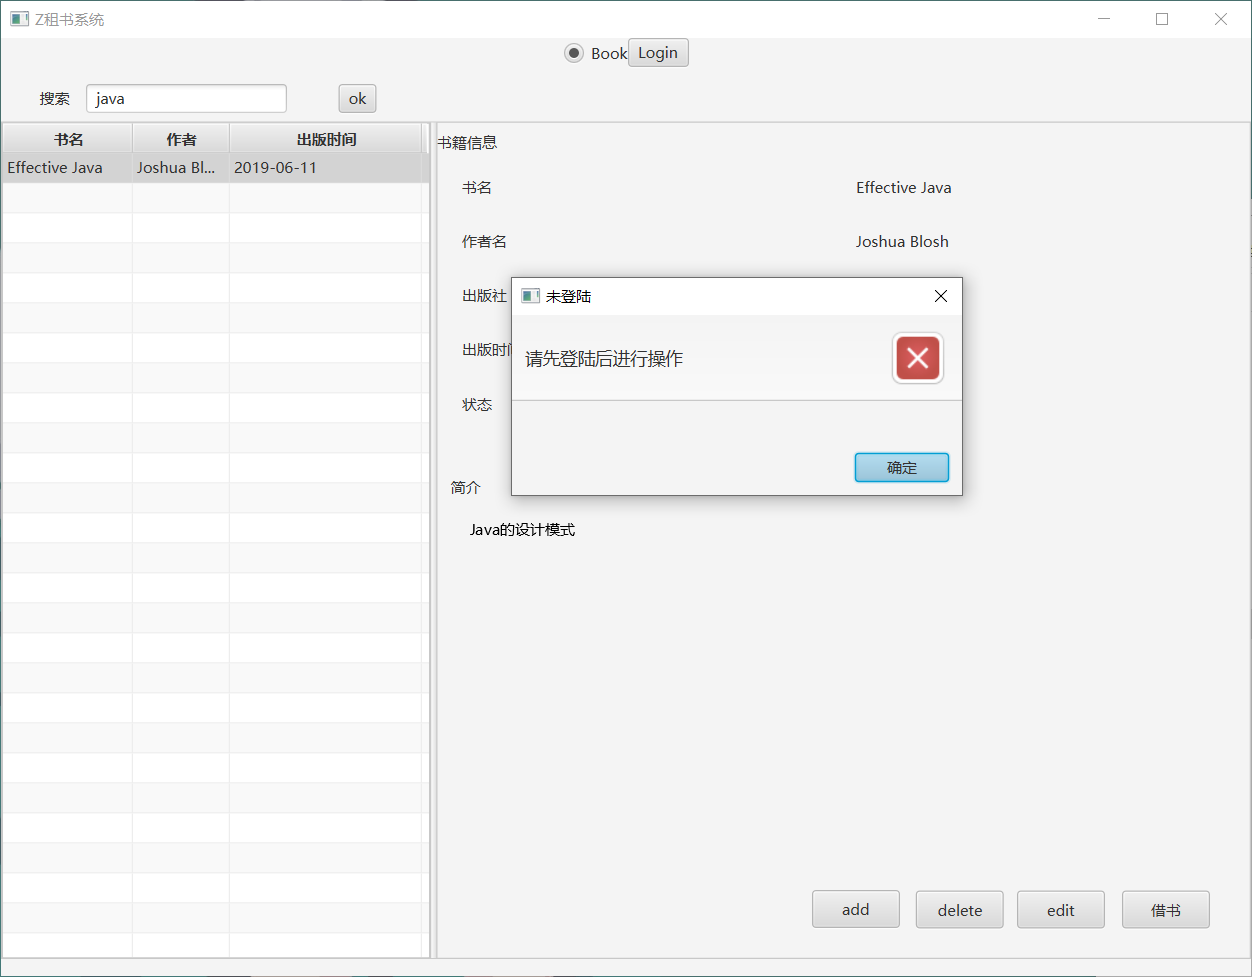 Z租书系统
Book Login
搜索 java ok
书名 作者 出版时间
Effective Java Joshua Bl... 2019-06-11
书籍信息
书名 Effective Java
作者名 Joshua Blosh
出版社
出版时间
状态
简介
Java的设计模式
未登陆
请先登陆后进行操作
确定
add delete edit 借书